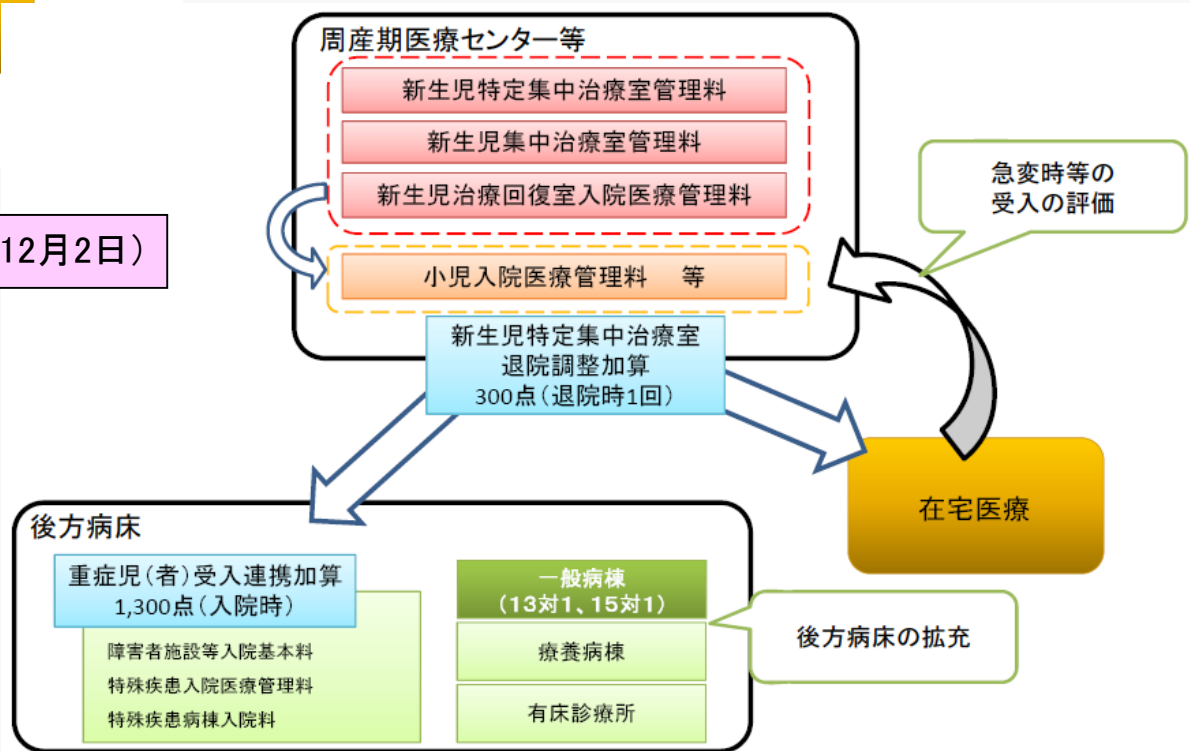 周産期医療センター等
新生児特定集中治療室管理料
新生児集中治療室管理料
新生児治療回復室入院医療管理料
小児入院医療管理料　等
急変時等の
受入の評価
12月2日）
新生児特定集中治療室
退院調整加算
300点（退院時1回）
在宅医療
後方病床
重症児（者）受入連携加算
1,300点（入院時）
障害者施設等入院基本料
特殊疾患入院医療管理料
特殊疾患病棟入院料
一般病棟
（13対1、15対1）
療養病棟
有床診療所
後方病床の拡充